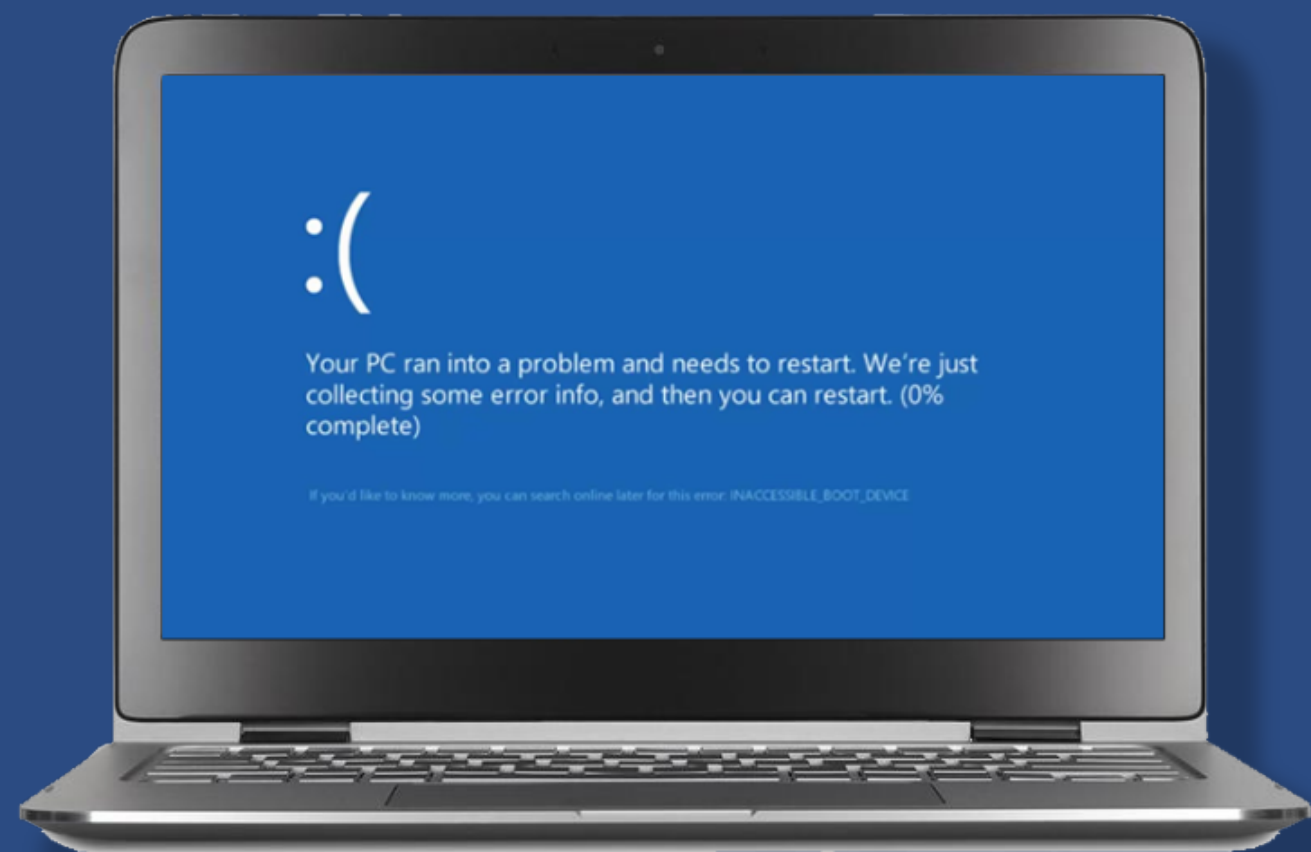 :(
Your PC ran into a problem and needs to restart. We're just
collecting some error info, and then you can restart. (0%
complete)
If you'd like to know more, you can search online later for this error: INACCESSIBLE_BOOT_DEVICE